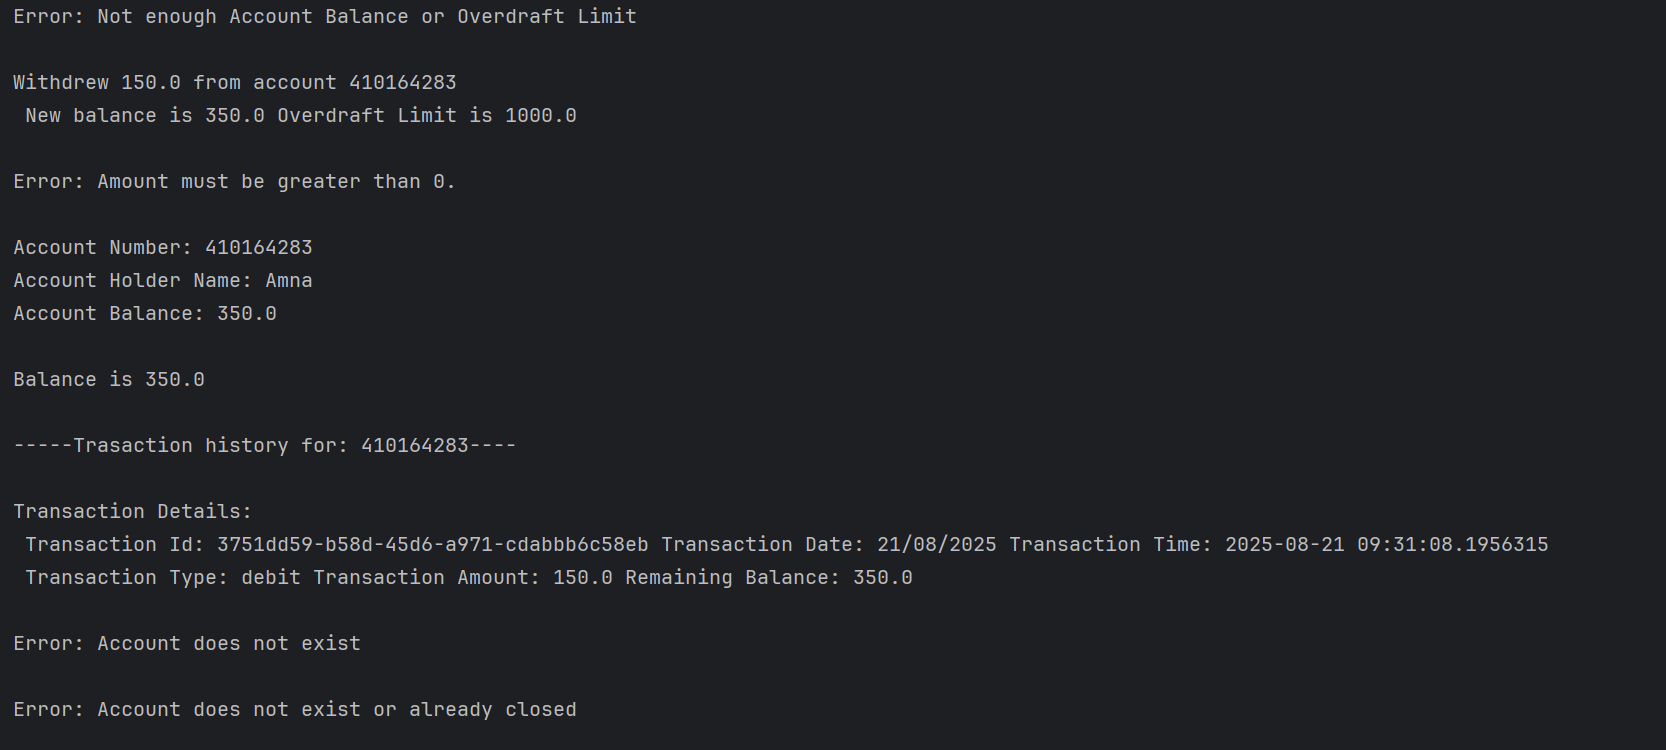 Error: Not enough Account Balance or Overdraft Limit
Withdrew 150.0 from account 410164283
New balance is 350.0 Overdraft Limit is 1000.0
Error: Amount must be greater than 0.
Account Number: 410164283
Account Holder Name: Amna
Account Balance: 350.0
Balance is 350.0
-----Trasaction history for: 410164283----
Transaction Details:
Transaction Id: 3751dd59-b58d-45d6-a971-cdabbb6c58eb Transaction Date: 21/08/2025 Transaction Time: 2025-08-21 09:31:08.1956315
Transaction Type: debit Transaction Amount: 150.0 Remaining Balance: 350.0
Error: Account does not exist
Error: Account does not exist or already closed